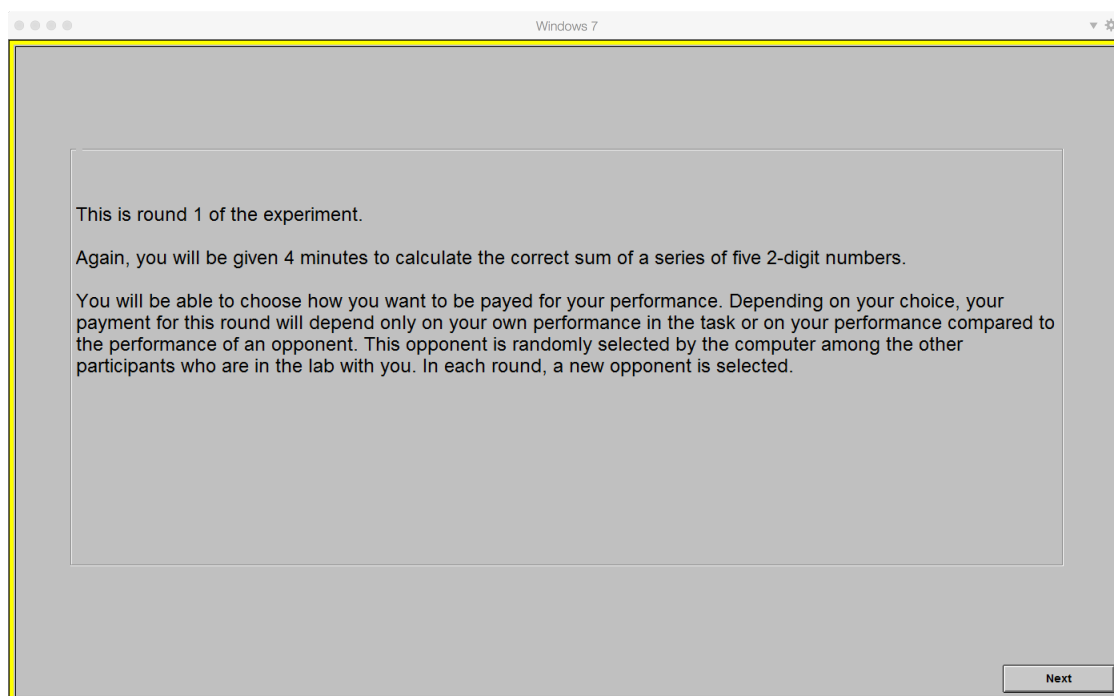 Windows 7
This is round 1 of the experiment.
Again, you will be given 4 minutes to calculate the correct sum of a series of five 2-digit numbers.
You will be able to choose how you want to be payed for your performance. Depending on your choice, your
payment for this round will depend only on your own performance in the task or on your performance compared to
the performance of an opponent. This opponent is randomly selected by the computer among the other
participants who are in the lab with you. In each round, a new opponent is selected.
Next